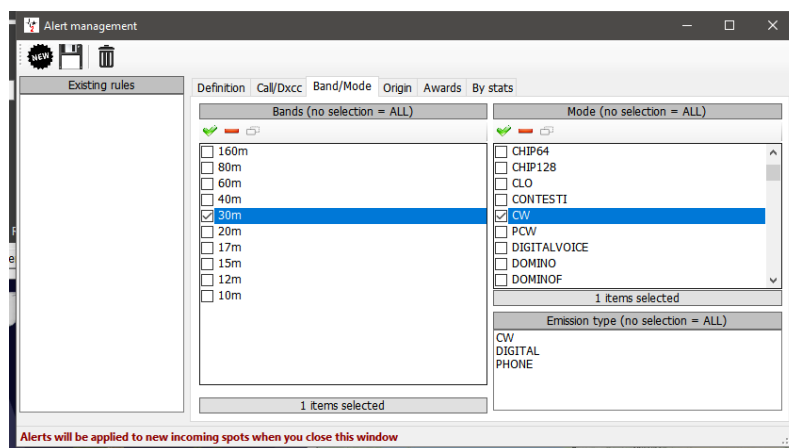 Alert management
NEW
Existing rules
Definition Call/Dxcc Band/Mode Origin Awards By stats
Bands (no selection = ALL)
160m
80m
60m
40m
30m
20m
17m
15m
12m
10m
1 items selected
Mode (no selection = ALL)
CHIP64
CHIP128
CLO
CONTESTI
CW
PCW
DIGITALVOICE
DOMINO
DOMINOF
1 items selected
Emission type (no selection = ALL)
CW
DIGITAL
PHONE
Alerts will be applied to new incoming spots when you close this window